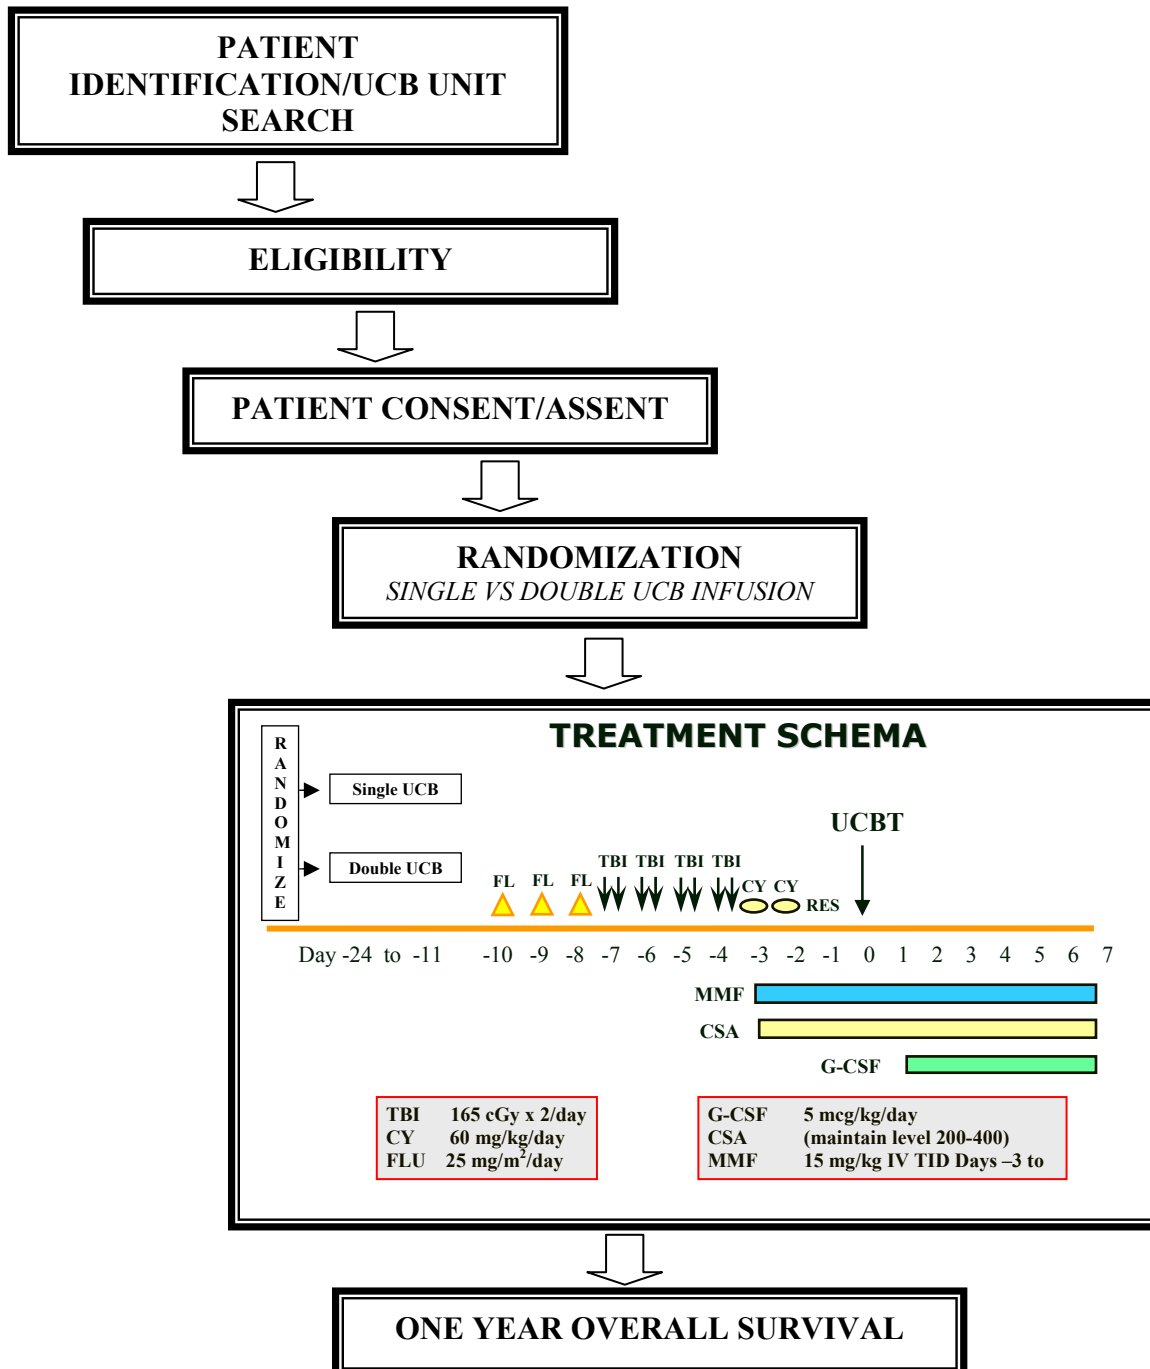 PATIENT
IDENTIFICATION/UCB UNIT
SEARCH
ELIGIBILITY
PATIENT CONSENT/ASSENT
RANDOMIZATION
SINGLE VS DOUBLE UCB INFUSION
TREATMENT SCHEMA
R
A
N
D
O
M
I
Z
E
Single UCB
Double UCB
UCBT
TBI TBI TBI TBI
FL FL FL CY CY RES
Day -24 to -11 -10 -9 -8 -7 -6 -5 -4 -3 -2 -1 0 1 2 3 4 5 6 7
MMF
CSA
G-CSF
TBI 165 cGy x 2/day
CY 60 mg/kg/day
FLU 25 mg/m²/day
G-CSF 5 mcg/kg/day
CSA (maintain level 200-400)
MMF 15 mg/kg IV TID Days –3 to
ONE YEAR OVERALL SURVIVAL